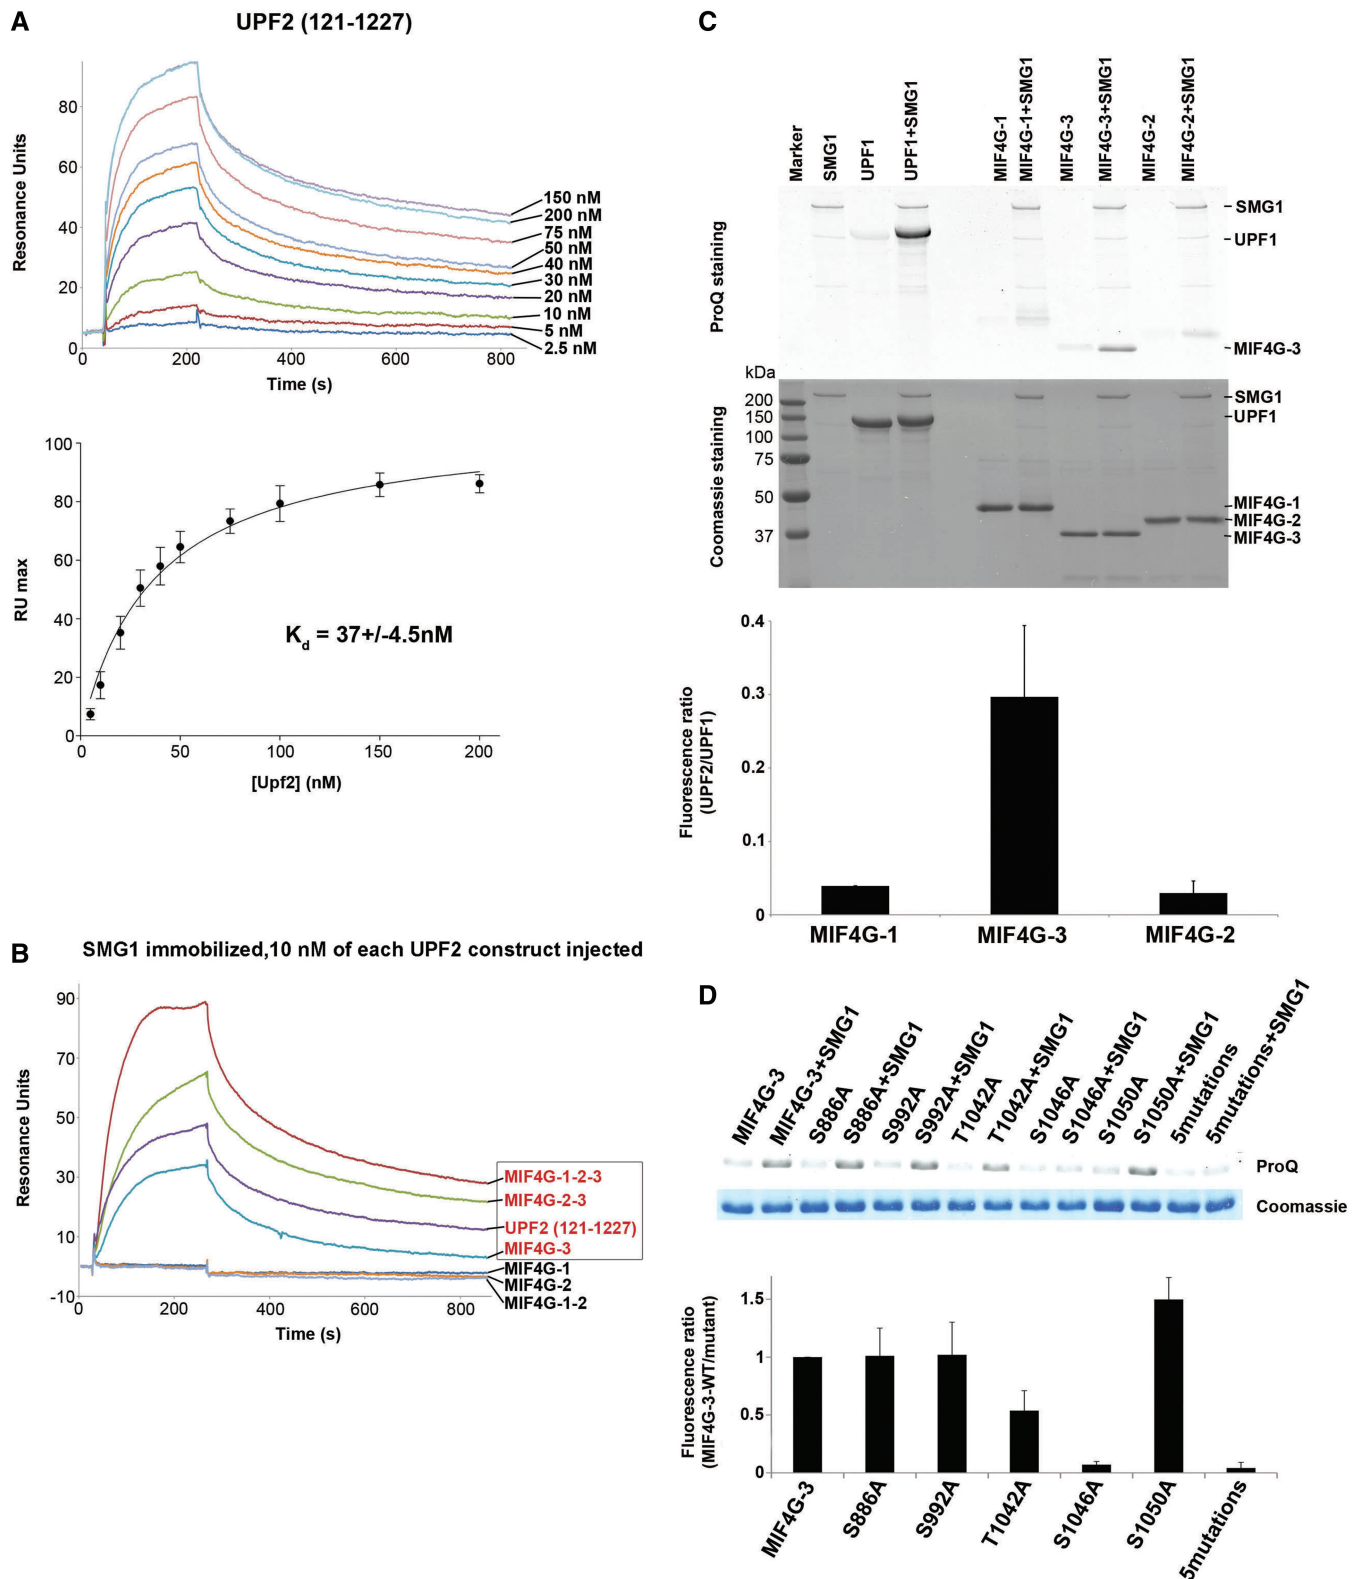 A
UPF2 (121-1227)
Resonance Units
80
60
40
20
0
0
200
400
600
800
Time (s)
150 nM
200 nM
75 nM
50 nM
40 nM
30 nM
20 nM
10 nM
5 nM
2.5 nM
RU max
100
80
60
40
20
0
0
50
100
150
200
[Upf2] (nM)
Kd = 37+/-4.5nM
B
SMG1 immobilized,10 nM of each UPF2 construct injected
Resonance Units
90
70
50
30
10
-10
0
200
400
600
800
Time (s)
MIF4G-1-2-3
MIF4G-2-3
UPF2 (121-1227)
MIF4G-3
MIF4G-1
MIF4G-2
MIF4G-1-2
C
Marker
SMG1
UPF1
UPF1+SMG1
MIF4G-1
MIF4G-1+SMG1
MIF4G-3
MIF4G-3+SMG1
MIF4G-2
MIF4G-2+SMG1
ProQ staining
SMG1
UPF1
MIF4G-3
kDa
Coomassie staining
200
150
100
75
50
37
SMG1
UPF1
MIF4G-1
MIF4G-2
MIF4G-3
Fluorescence ratio
(UPF2/UPF1)
0.4
0.3
0.2
0.1
0
MIF4G-1
MIF4G-3
MIF4G-2
D
MIF4G-3
MIF4G-3+SMG1
S886A
S886A+SMG1
S992A
S992A+SMG1
T1042A
T1042A+SMG1
S1046A
S1046A+SMG1
S1050A
S1050A+SMG1
5mutations
5mutations+SMG1
ProQ
Coomassie
Fluorescence ratio
(MIF4G-3-WT/mutant)
1.5
1
0.5
0
MIF4G-3
S886A
S992A
T1042A
S1046A
S1050A
5mutations